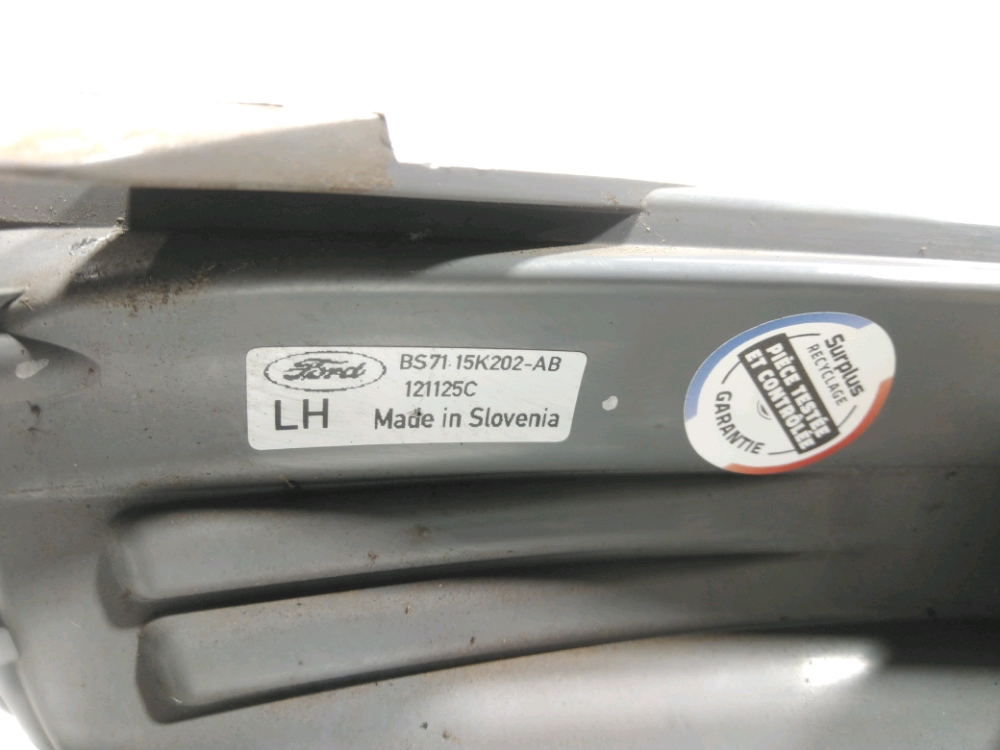 Ford
BS71 15K202-AB
121125C
LH
Made in Slovenia
Surplus
RECYCLAGE
PIÈCE TESTÉE
ET CONTRÔLÉE
GARANTIE